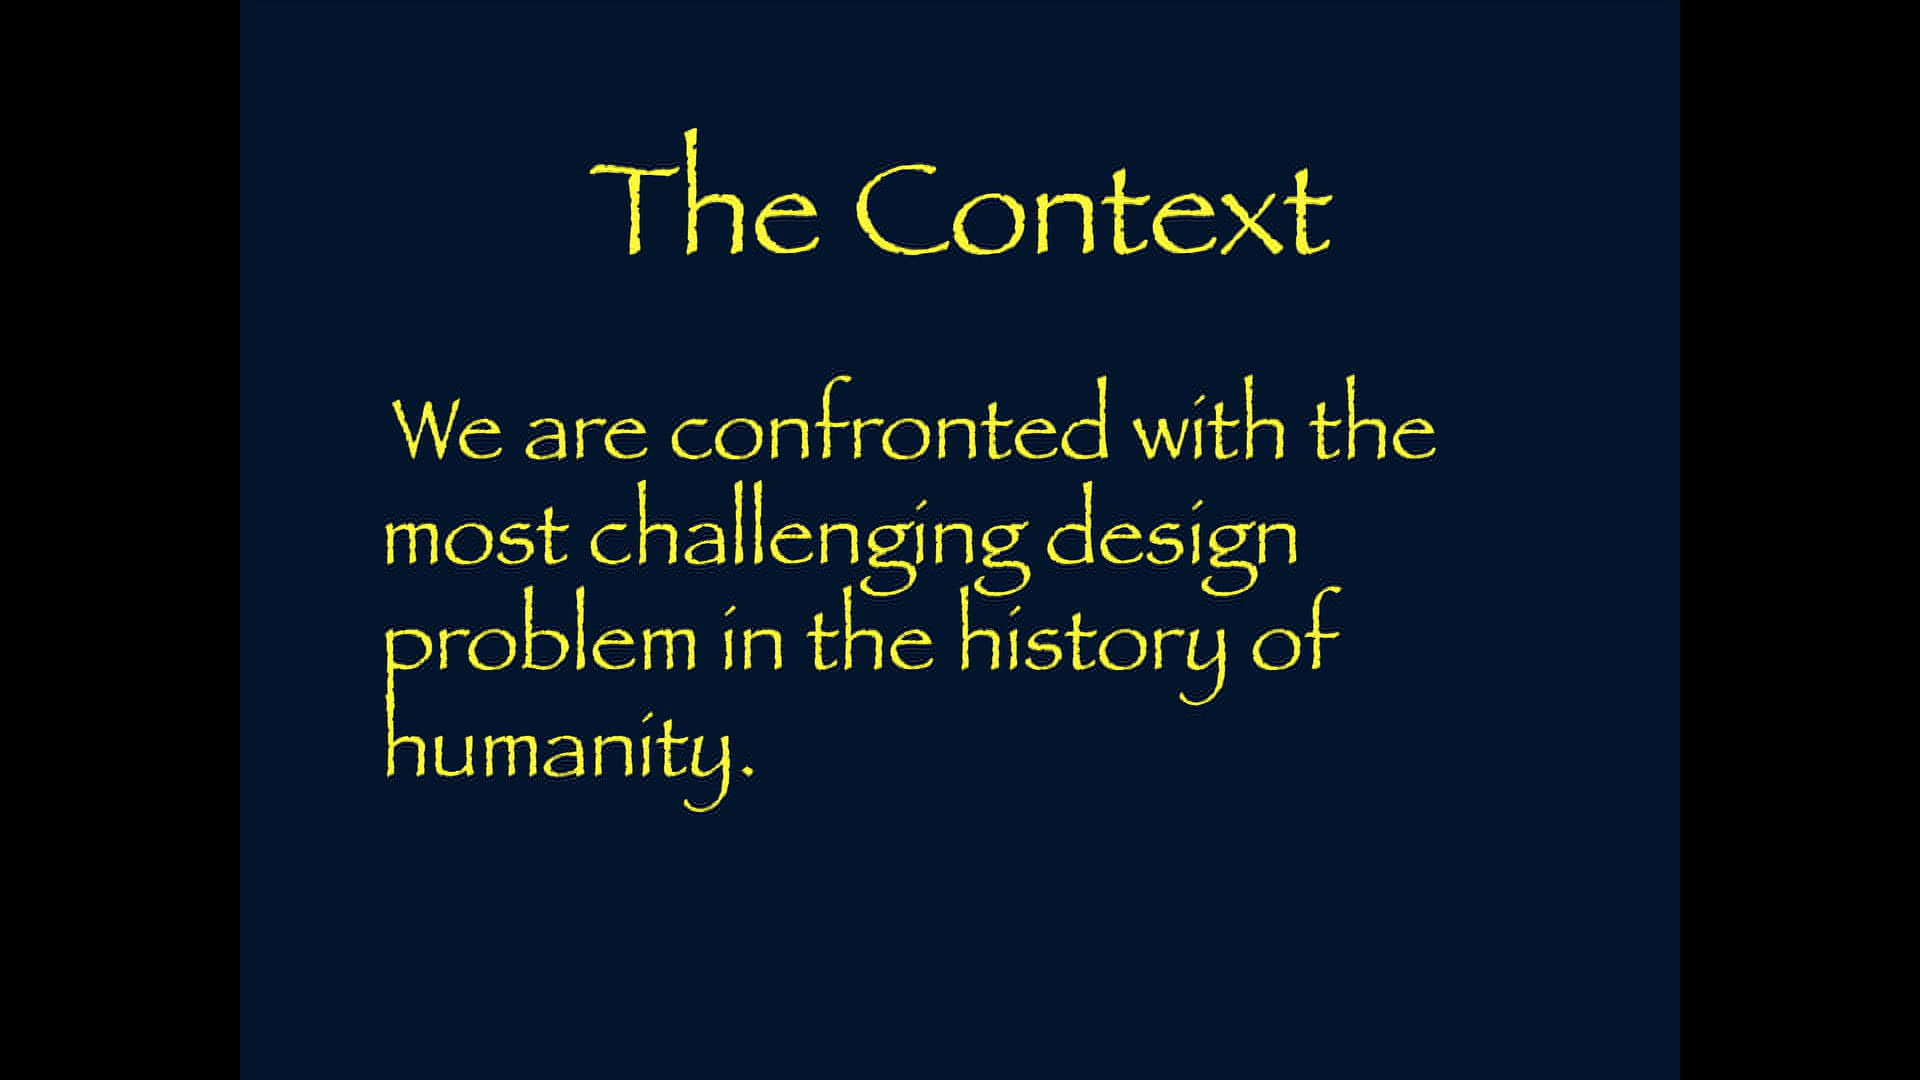 The Context
We are confronted with the
most challenging design
problem in the history of
humanity.